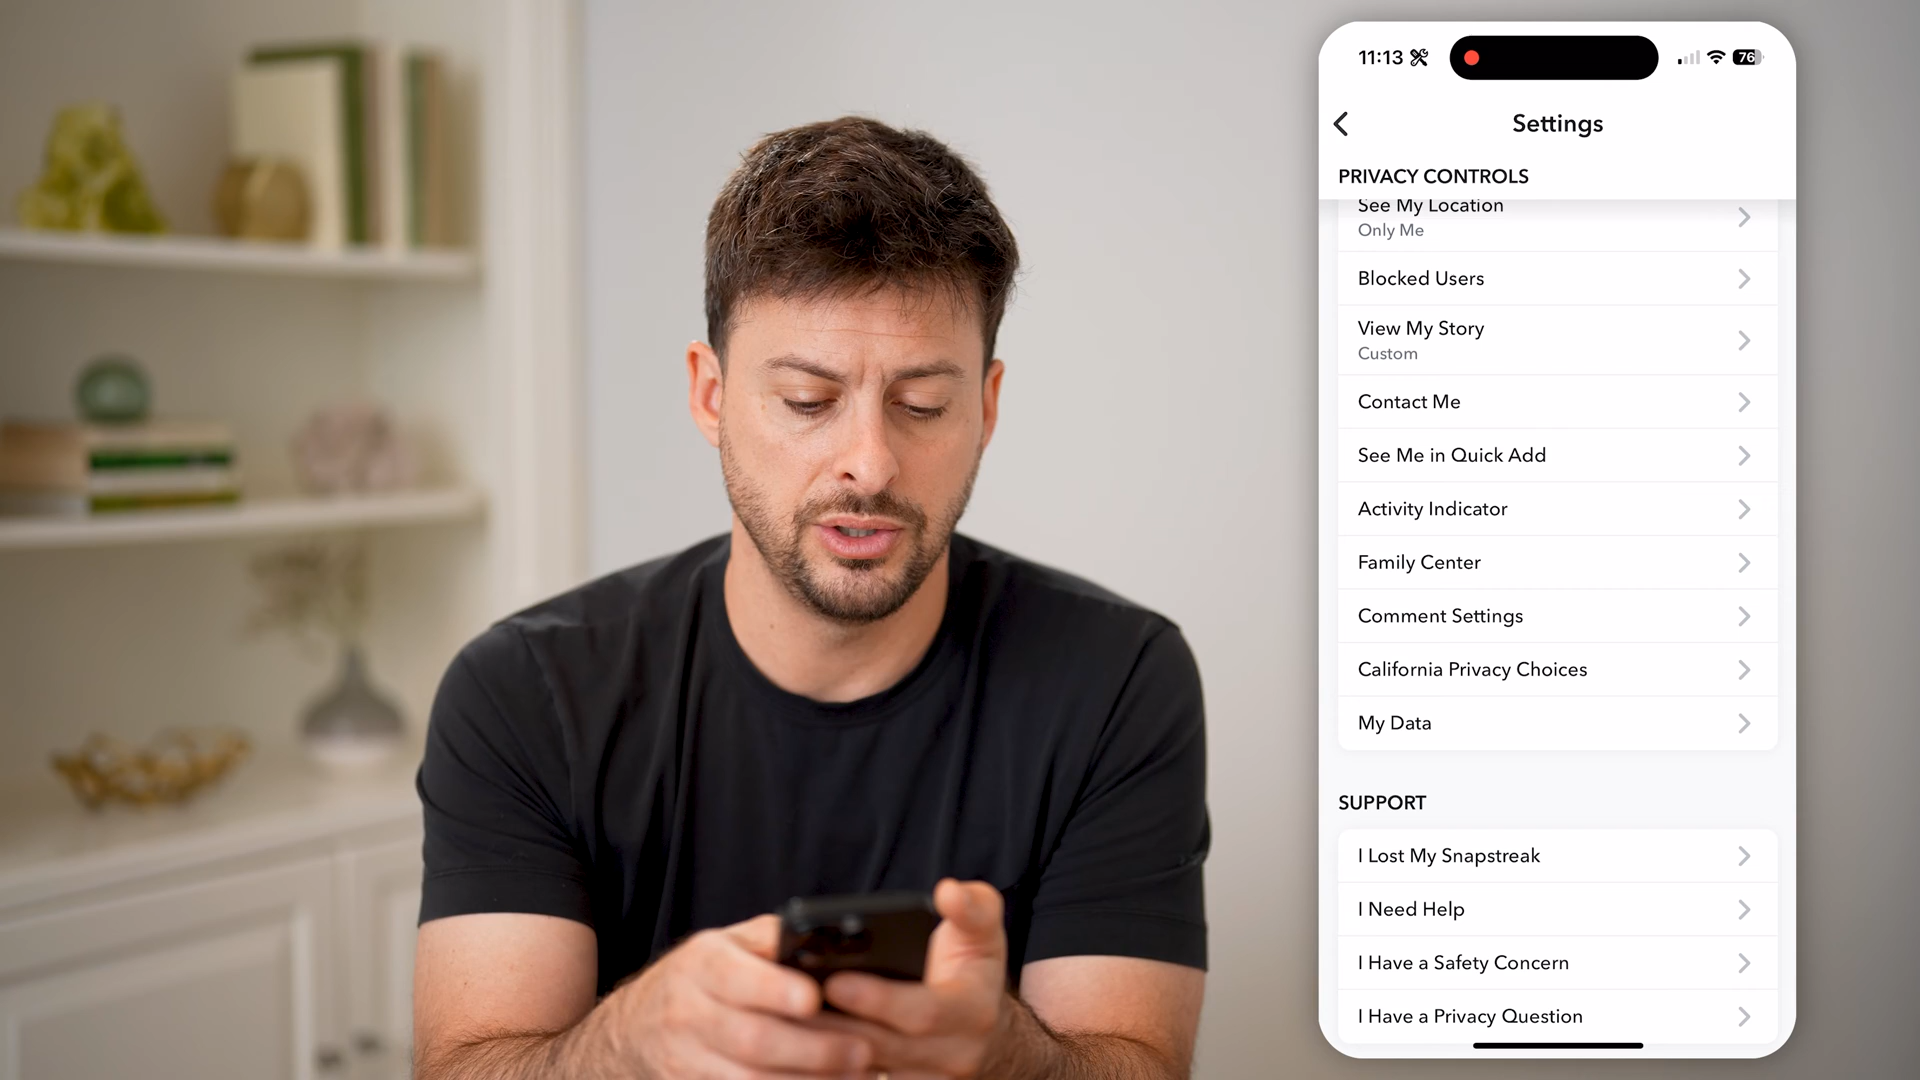 11:13
76
Settings
PRIVACY CONTROLS
See My Location
Only Me
Blocked Users
View My Story
Custom
Contact Me
See Me in Quick Add
Activity Indicator
Family Center
Comment Settings
California Privacy Choices
My Data
SUPPORT
I Lost My Snapstreak
I Need Help
I Have a Safety Concern
I Have a Privacy Question